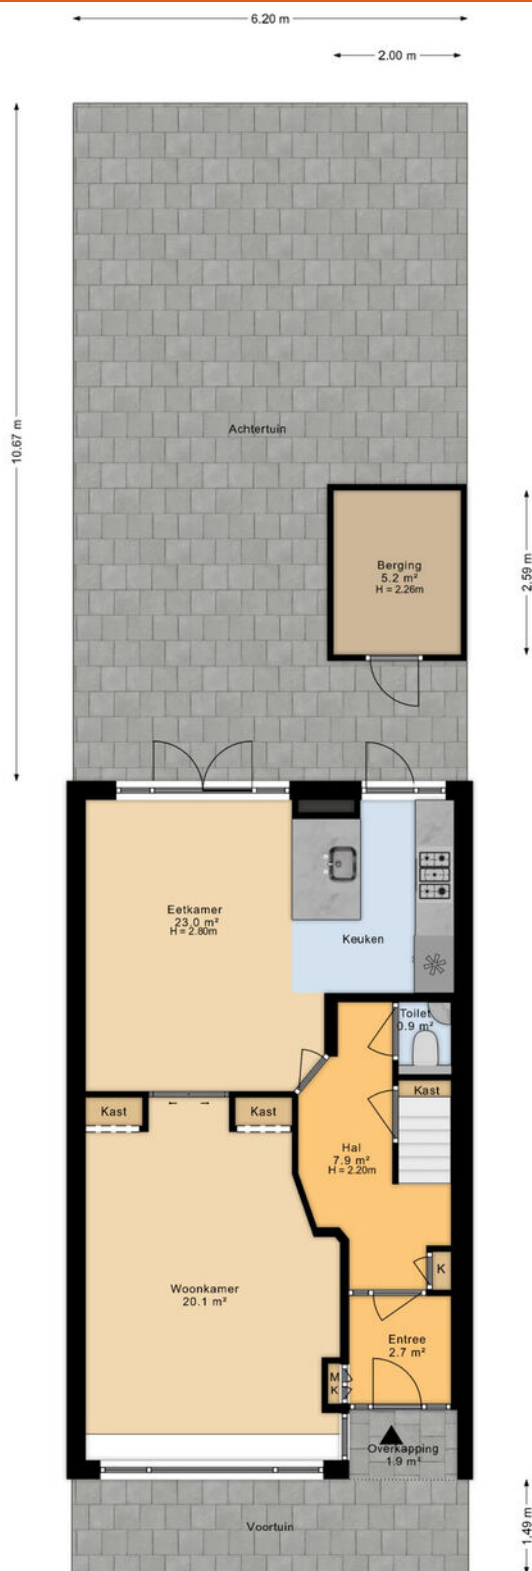 6.20 m
2.00 m
10.67 m
Achtertuin
2.59 m
Berging
5.2 m²
H = 2.26m
Eetkamer
23.0 m²
H = 2.80m
Keuken
Toilet
0.9 m²
Kast
Kast
Kast
Hal
7.9 m²
H = 2.20m
K
Woonkamer
20.1 m²
Entree
2.7 m²
M
K
Overkapping
1.9 m²
Voortuin
1.49 m